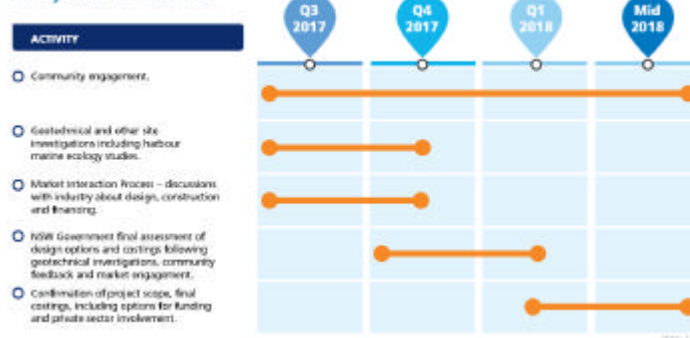 Q3
2017
Q4
2017
Q1
2018
Mid
2018
ACTIVITY
Community engagement.
Geotechnical and other site
investigations including harbour
marine ecology studies.
Market Interaction Process – discussions
with industry about design, construction
and financing.
NSW Government final assessment of
design options and costings following
geotechnical investigations, community
feedback and market engagement.
Confirmation of project scope, final
costings, including options for funding
and private sector involvement.